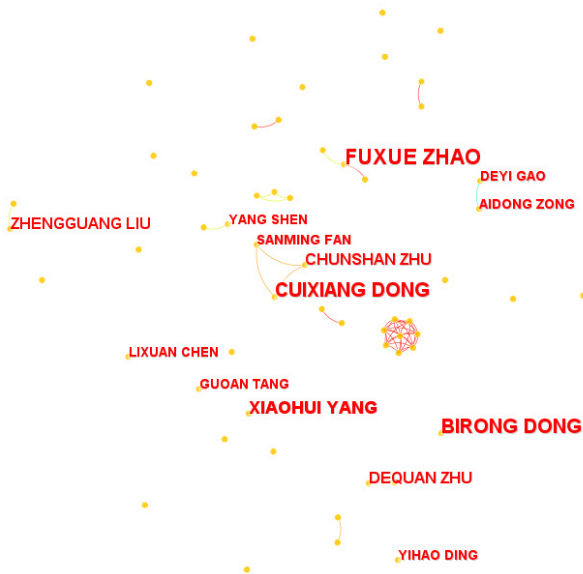 FUXUE ZHAO
DEYI GAO
AIDONG ZONG
ZHENGGUANG LIU
YANG SHEN
SANMING FAN
CHUNSHAN ZHU
CUIXIANG DONG
LIXUAN CHEN
GUOAN TANG
XIAOHUI YANG
BIRONG DONG
DEQUAN ZHU
YIHAO DING